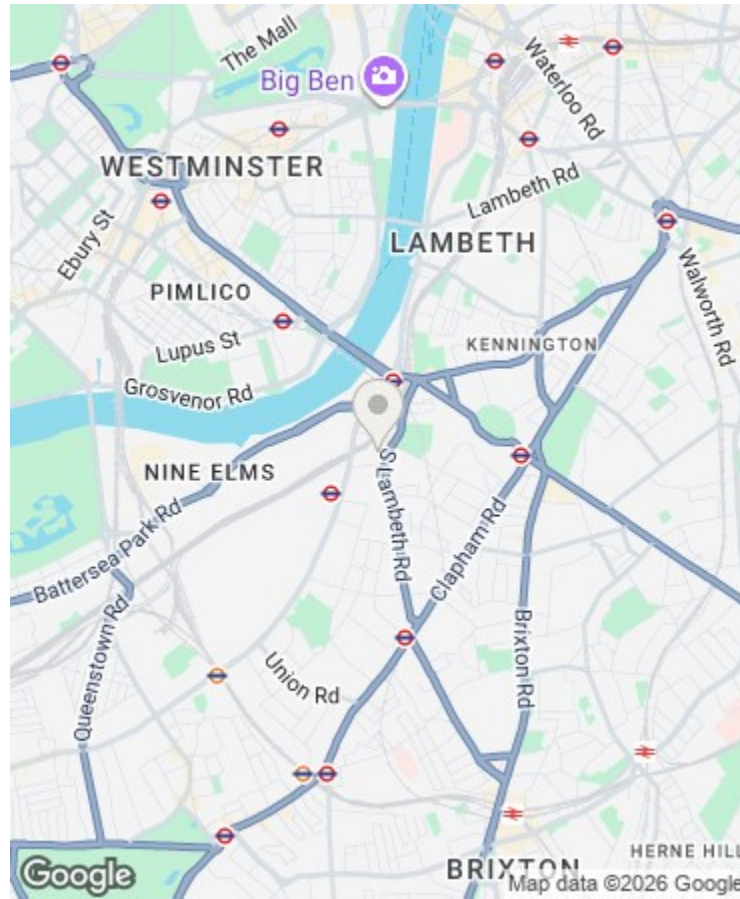 The Mall
Big Ben
Waterloo Rd
WESTMINSTER
Lambeth Rd
Ebury St
LAMBETH
Walworth Rd
PIMLICO
Lupus St
KENNINGTON
Grosvenor Rd
NINE ELMS
S Lambeth Rd
Clapham Rd
Battersea Park Rd
Brixton Rd
Queenstown Rd
Union Rd
HERNE HILL
BRIXTON
Google
Map data ©2026 Google